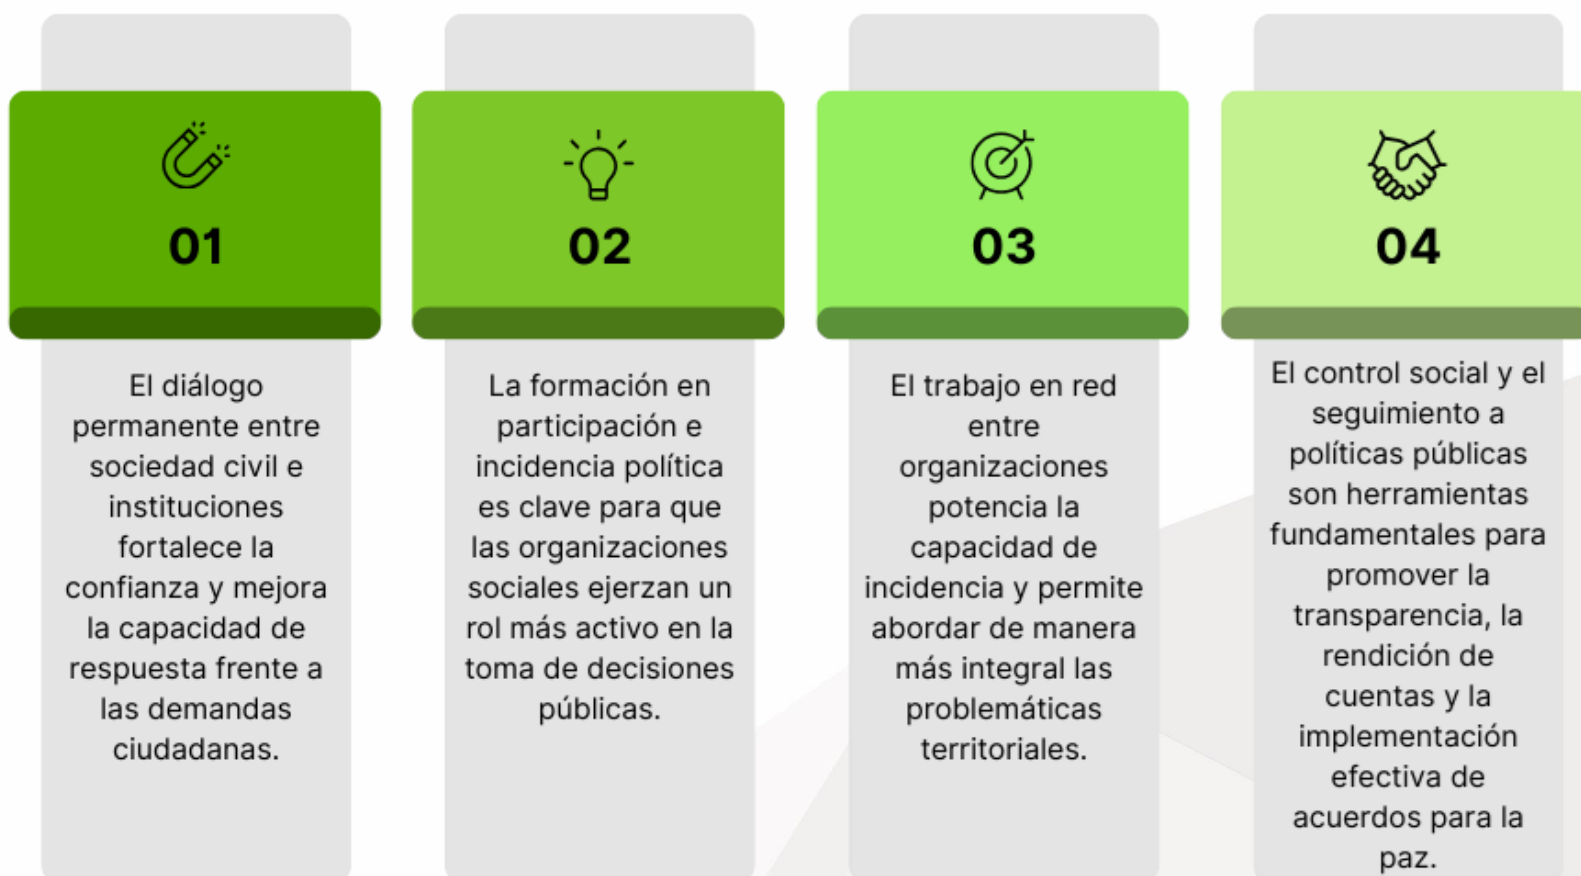 01
El diálogo
permanente entre
sociedad civil e
instituciones
fortalece la
confianza y mejora
la capacidad de
respuesta frente a
las demandas
ciudadanas.
02
La formación en
participación e
incidencia política
es clave para que
las organizaciones
sociales ejerzan un
rol más activo en la
toma de decisiones
públicas.
03
El trabajo en red
entre
organizaciones
potencia la
capacidad de
incidencia y permite
abordar de manera
más integral las
problemáticas
territoriales.
04
El control social y el
seguimiento a
políticas públicas
son herramientas
fundamentales para
promover la
transparencia, la
rendición de
cuentas y la
implementación
efectiva de
acuerdos para la
paz.